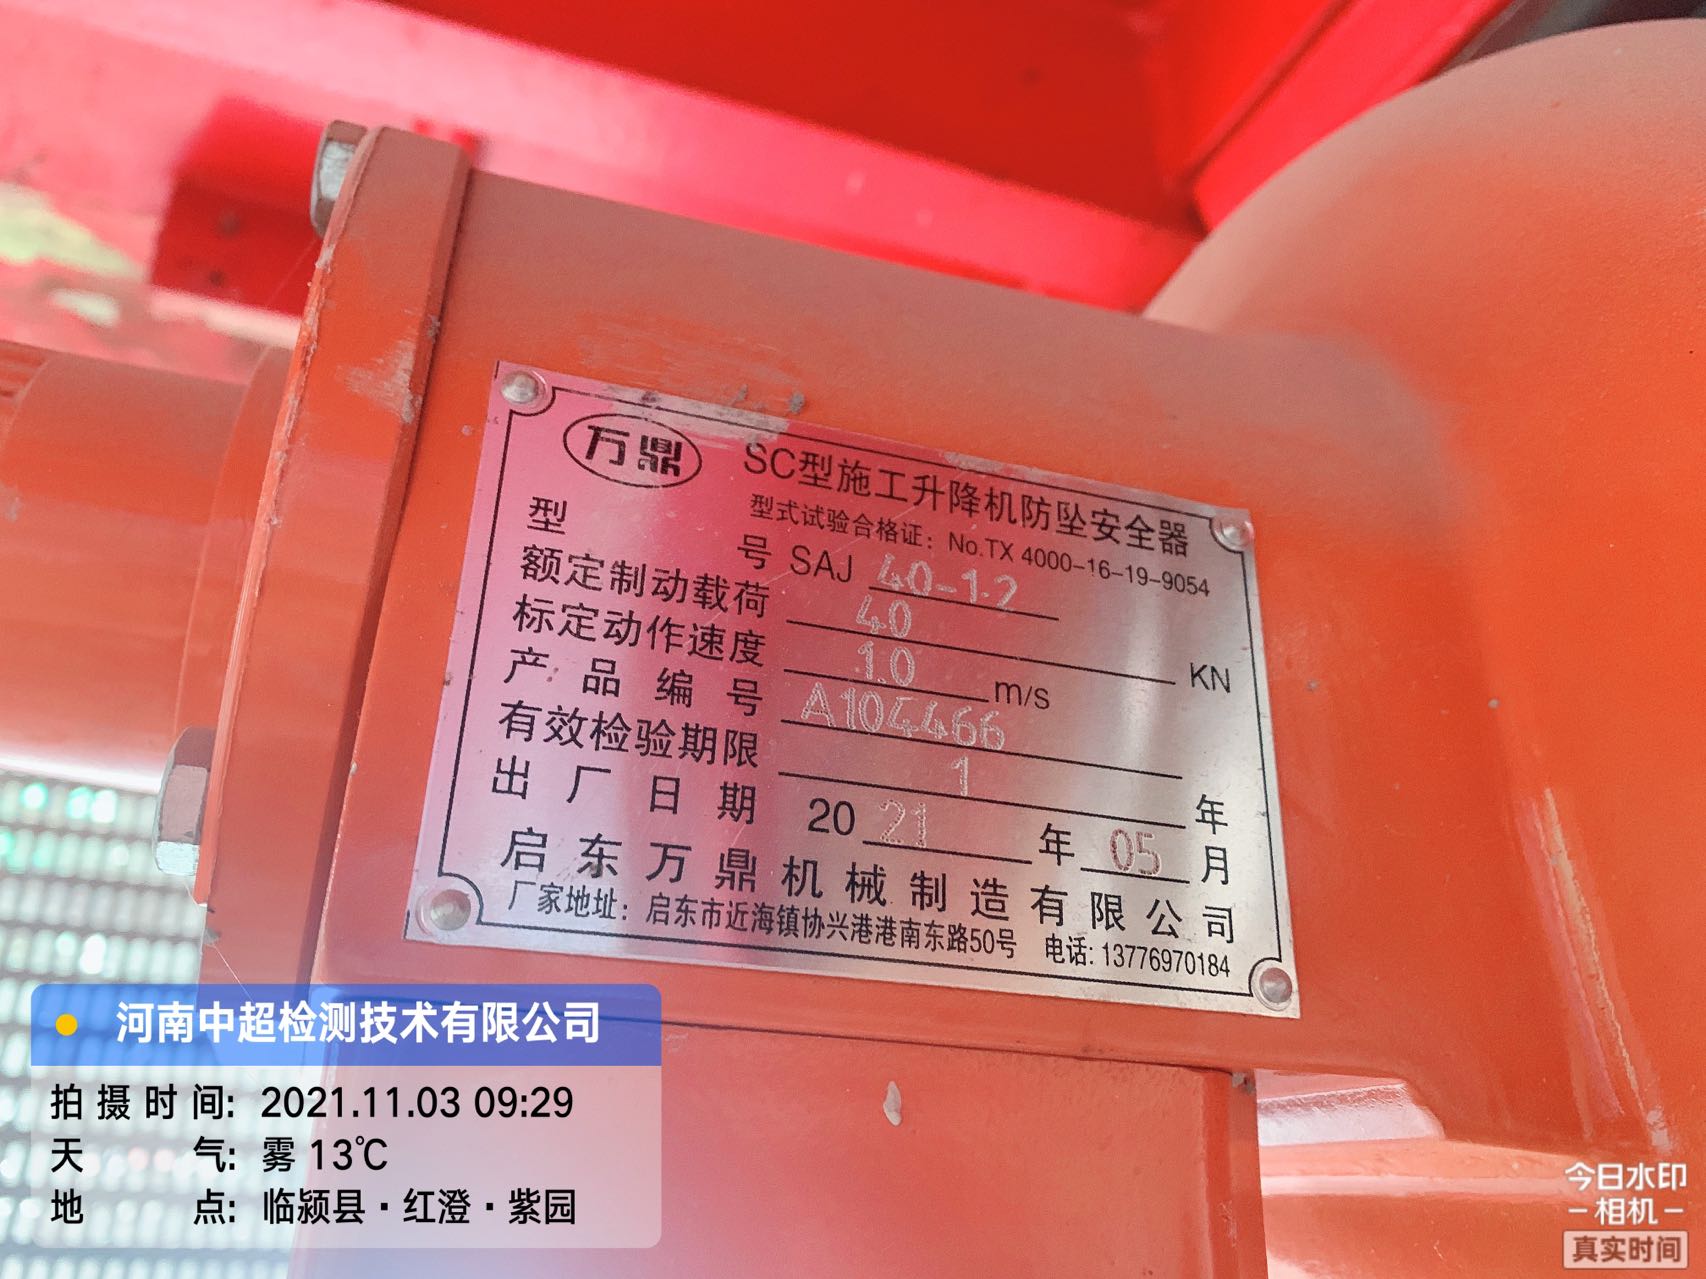 万鼎
SC型施工升降机防坠安全器
型式试验合格证：No.TX 4000-16-19-9054
型号 SAJ 40-1.2
额定制动载荷 40 KN
标定动作速度 1.0 m/s
产品编号 A104466
有效检验期限 1 年
出厂日期 2021年05月
启东万鼎机械制造有限公司
厂家地址：启东市近海镇协兴港港南东路50号 电话：13776970184
河南中超检测技术有限公司
拍摄时间：2021.11.03 09:29
天气：雾 13℃
地点：临颍县·红澄·紫园
今日水印
-相机-
真实时间